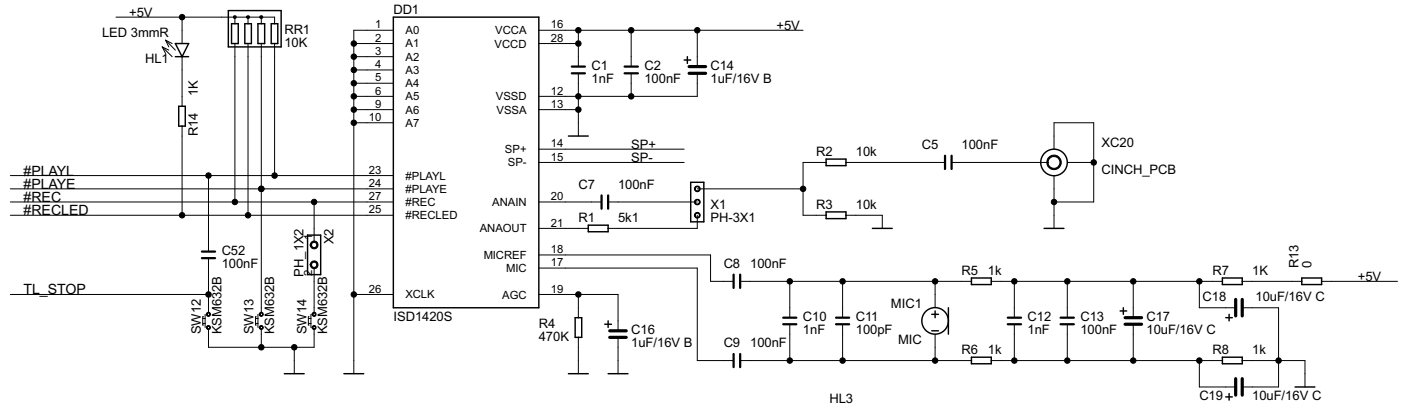 +5V
LED 3mmR
HL1
1K
R14
RR1
10K
DD1
1 A0
2 A1
3 A2
4 A3
5 A4
6 A5
9 A6
10 A7
23 #PLAYL
24 #PLAYE
27 #REC
25 #RECLED
26 XCLK
VCCA 16
VCCD 28
VSSD 12
VSSA 13
SP+ 14 SP+
SP- 15 SP-
ANAIN 20
ANAOUT 21
MICREF 18
MIC 17
AGC 19
ISD1420S
#PLAYL
#PLAYE
#REC
#RECLED
TL_STOP
C52
100nF
PH_1X2
X2
SW12
KSM632B
SW13
KSM632B
SW14
KSM632B
+5V
C1
1nF
C2
100nF
C14
+
1uF/16V B
C7 100nF
R1 5k1
X1
PH-3X1
R2 10k
R3 10k
C5 100nF
XC20
CINCH_PCB
R4
470K
+
C16
1uF/16V B
C8 100nF
C9 100nF
C10
1nF
C11
100pF
MIC1
+
-
MIC
R5 1k
R6 1k
C12
1nF
C13
100nF
+
C17
10uF/16V C
R7 1K
R13
0
+5V
C18
+
10uF/16V C
R8 1k
C19 + 10uF/16V C
HL3